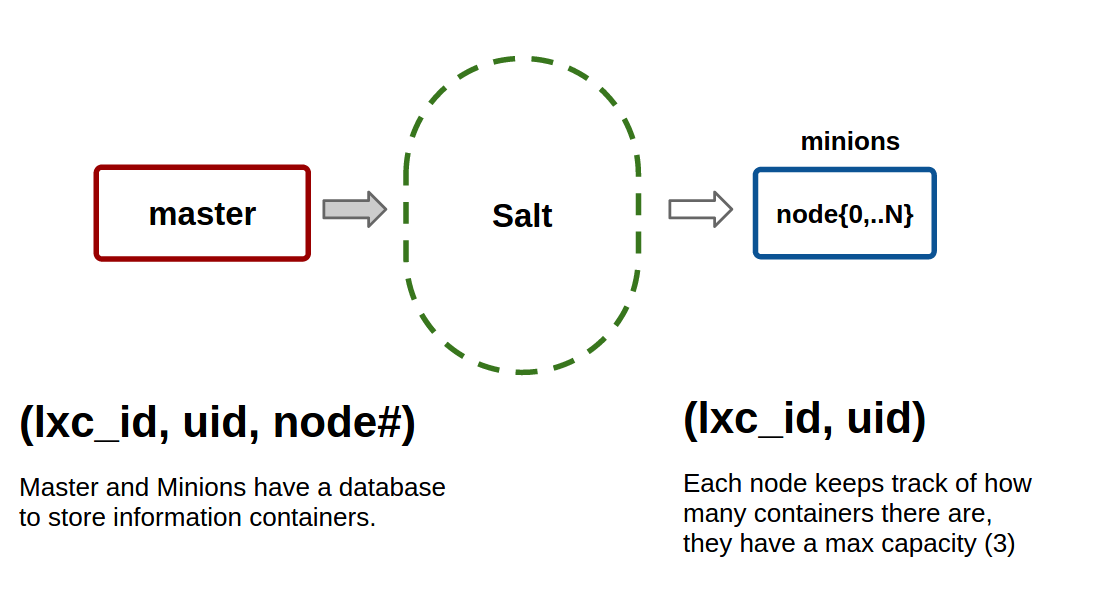 minions
master
Salt
node{0,..N}
(lxc_id, uid, node#)
Master and Minions have a database
to store information containers.
(lxc_id, uid)
Each node keeps track of how
many containers there are,
they have a max capacity (3)